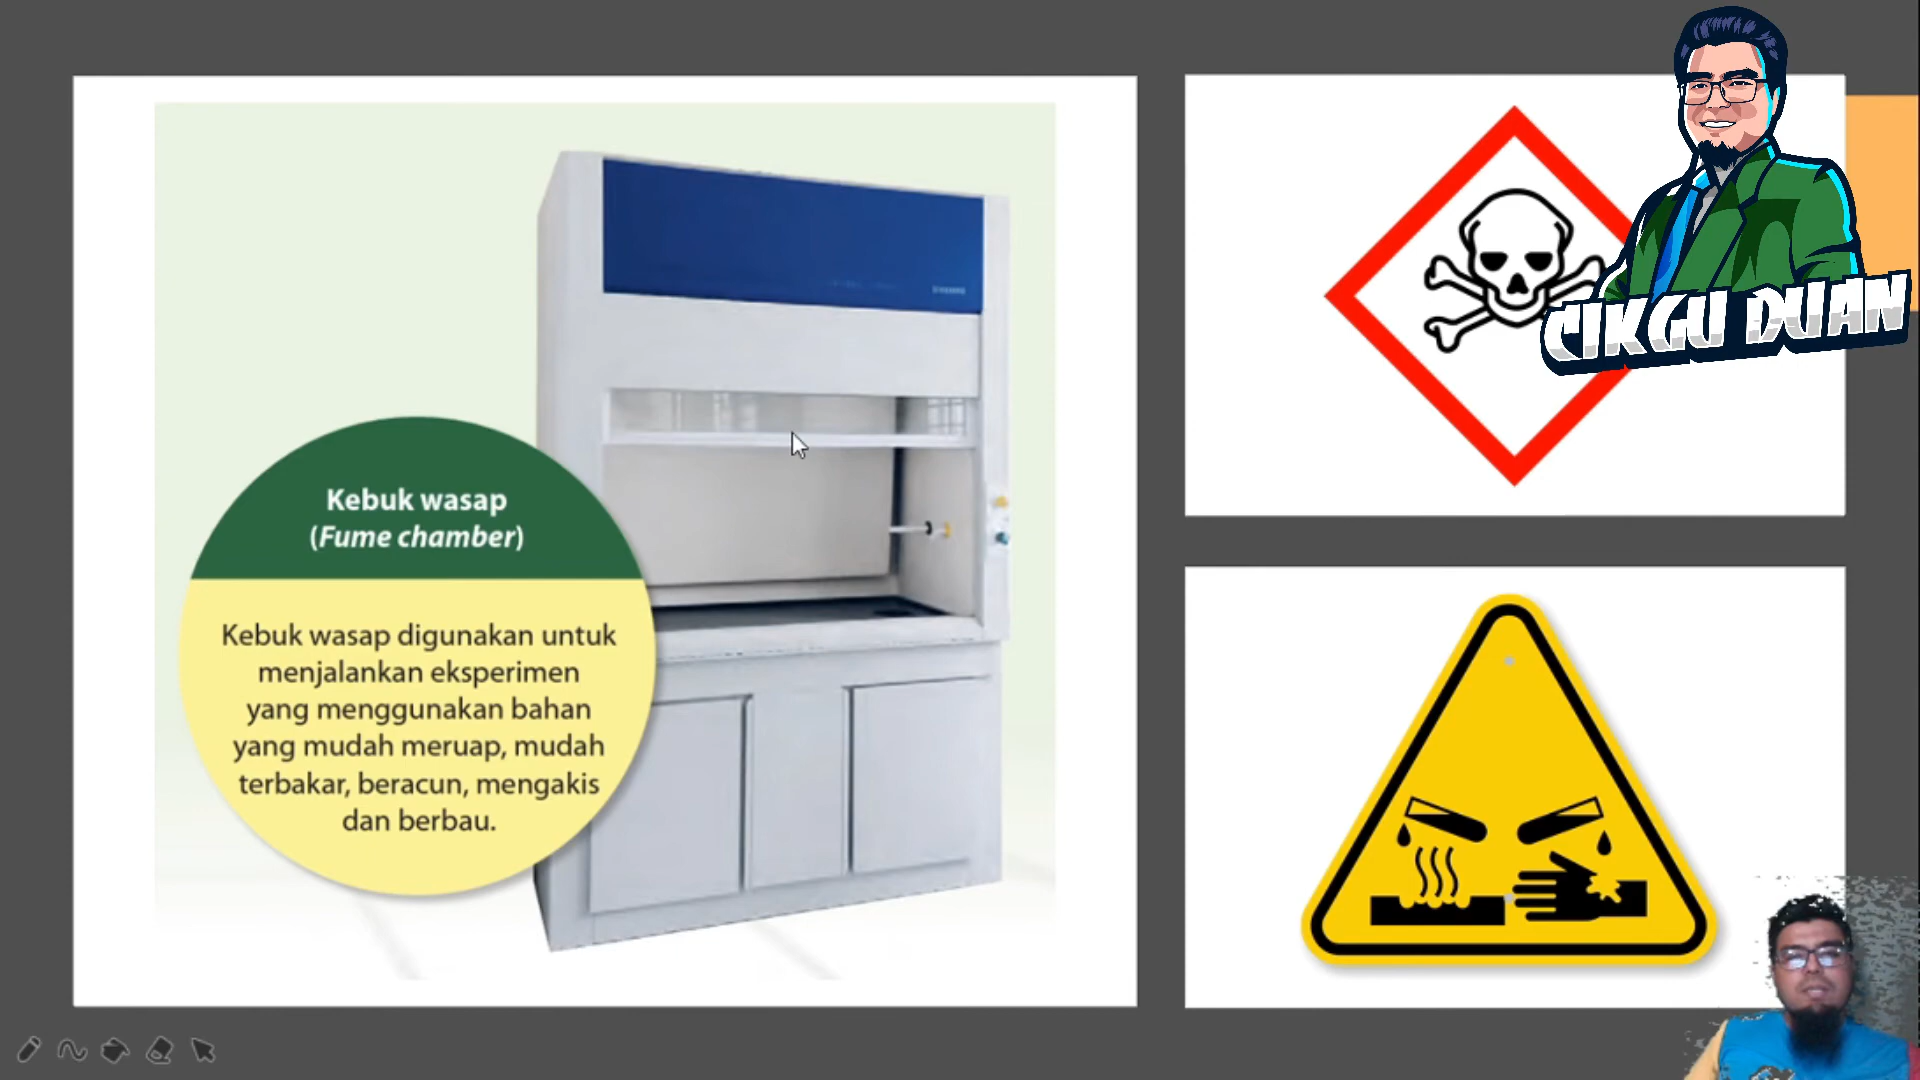 Kebuk wasap
(Fume chamber)
Kebuk wasap digunakan untuk
menjalankan eksperimen
yang menggunakan bahan
yang mudah meruap, mudah
terbakar, beracun, mengakis
dan berbau.
CIKGU DUAN